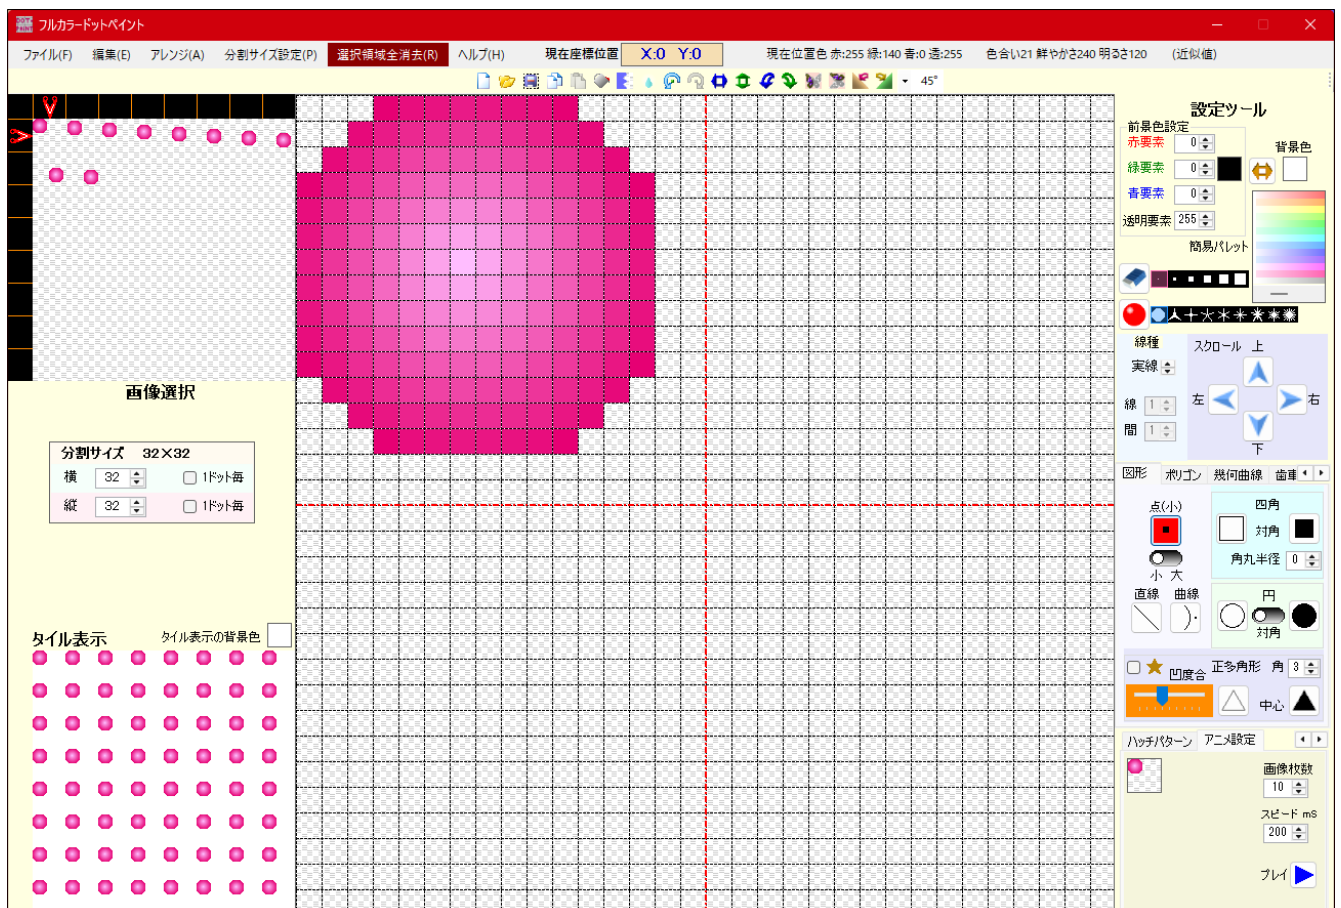 フルカラードットペイント
ファイル(F) 編集(E) アレンジ(A) 分割サイズ設定(P) 選択領域全消去(R) ヘルプ(H) 現在座標位置 X:0 Y:0 現在位置色 赤:255 緑:140 青:0 透:255 色合い21 鮮やかさ240 明るさ120 (近似値)
45°
設定ツール
前景色設定
赤要素 0
背景色
緑要素 0
青要素 0
透明要素 255
簡易パレット
線種
実線
線 1
間 1
スクロール 上
左 右
下
画像選択
分割サイズ 32×32
横 32 1ドット毎
縦 32 1ドット毎
図形 ポリゴン 幾何曲線 歯車
点(小)
小 大
四角
対角
角丸半径 0
直線 曲線
円
対角
凹度合 正多角形 角 3
中心
タイル表示 タイル表示の背景色
ハッチパターン アニメ設定
画像枚数
10
スピード mS
200
プレイ